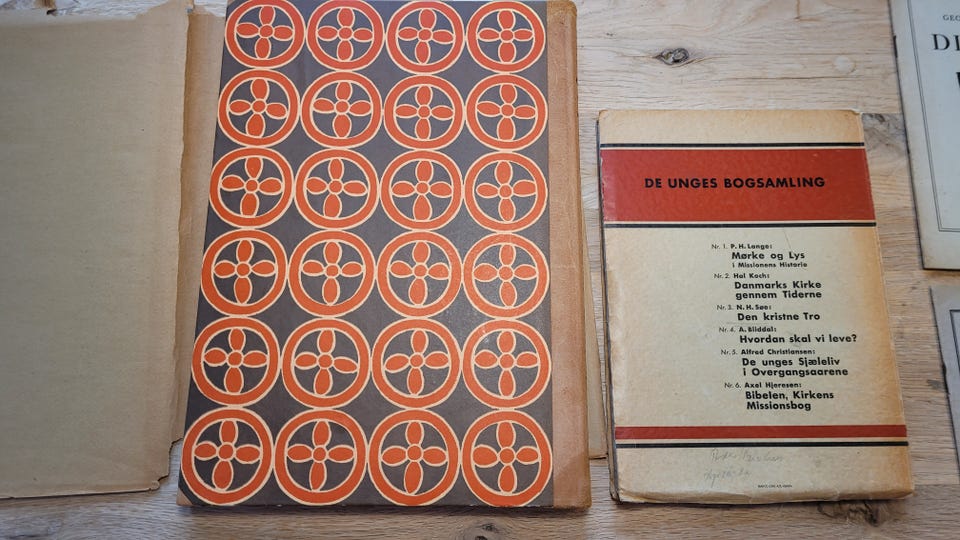 DE UNGES BOGSAMLING
Nr. 1. P. H. Lange:
Mørke og Lys
i Missionens Historie
Nr. 2. Hal Koch:
Danmarks Kirke
gennem Tiderne
Nr. 3. N. H. Søe:
Den kristne Tro
Nr. 4. A. Bliddal:
Hvordan skal vi leve?
Nr. 5. Alfred Christiansen:
De unges Sjæleliv
i Overgangsaarene
Nr. 6. Axel Hjeresen:
Bibelen, Kirkens
Missionsbog